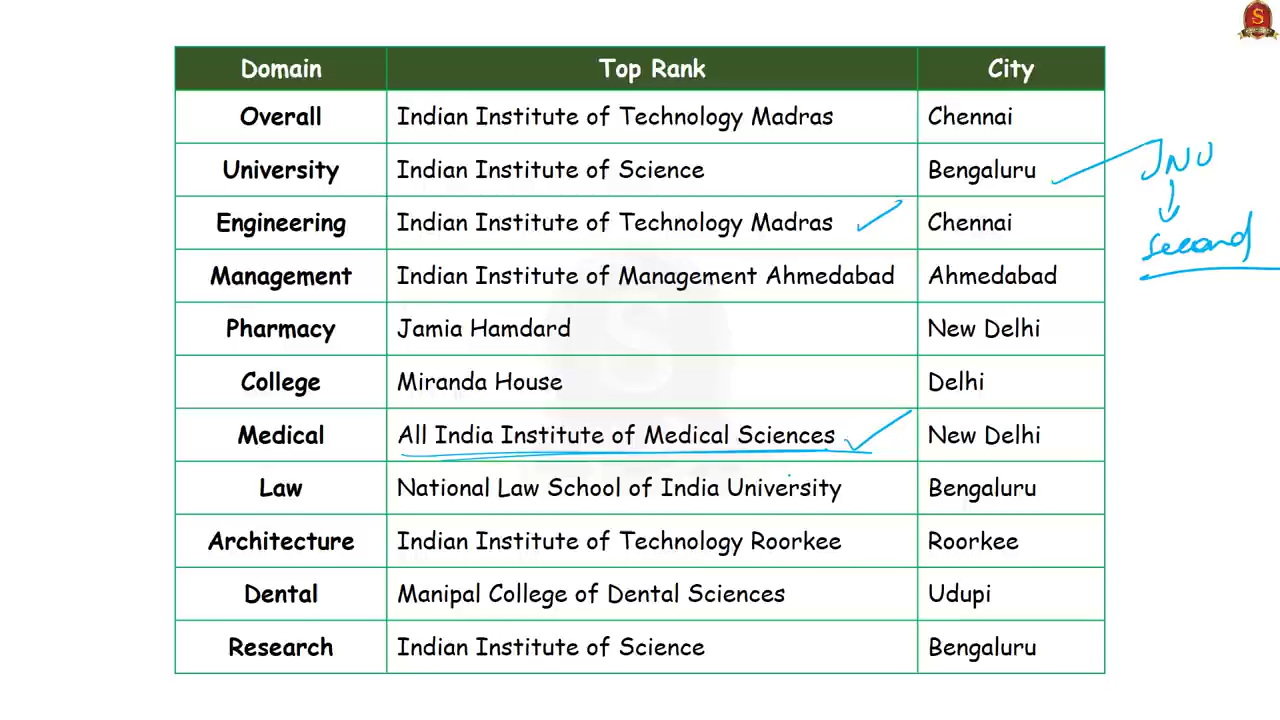 S
Domain Top Rank City
Overall Indian Institute of Technology Madras Chennai
University Indian Institute of Science Bengaluru
JNU
Engineering Indian Institute of Technology Madras Chennai
second
Management Indian Institute of Management Ahmedabad Ahmedabad
Pharmacy Jamia Hamdard New Delhi
College Miranda House Delhi
Medical All India Institute of Medical Sciences New Delhi
Law National Law School of India University Bengaluru
Architecture Indian Institute of Technology Roorkee Roorkee
Dental Manipal College of Dental Sciences Udupi
Research Indian Institute of Science Bengaluru